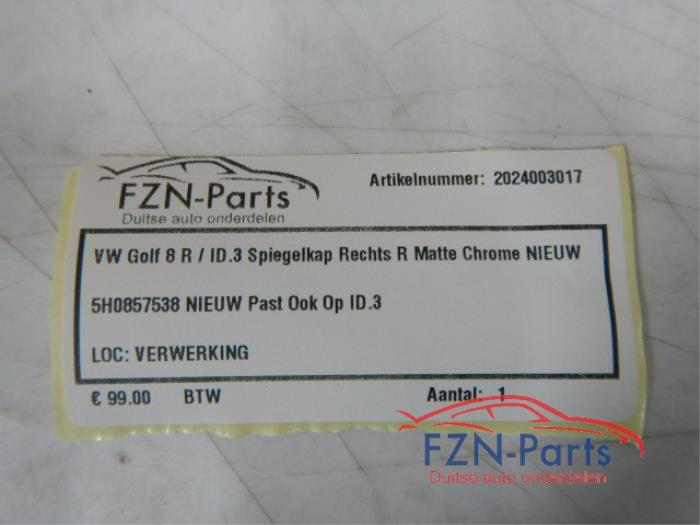 FZN-Parts
Duitse auto onderdelen
Artikelnummer: 2024003017
VW Golf 8 R / ID.3 Spiegelkap Rechts R Matte Chrome NIEUW
5H0857538 NIEUW Past Ook Op ID.3
LOC: VERWERKING
€ 99.00 BTW Aantal: 1
FZN-Parts
Duitse auto onderdelen